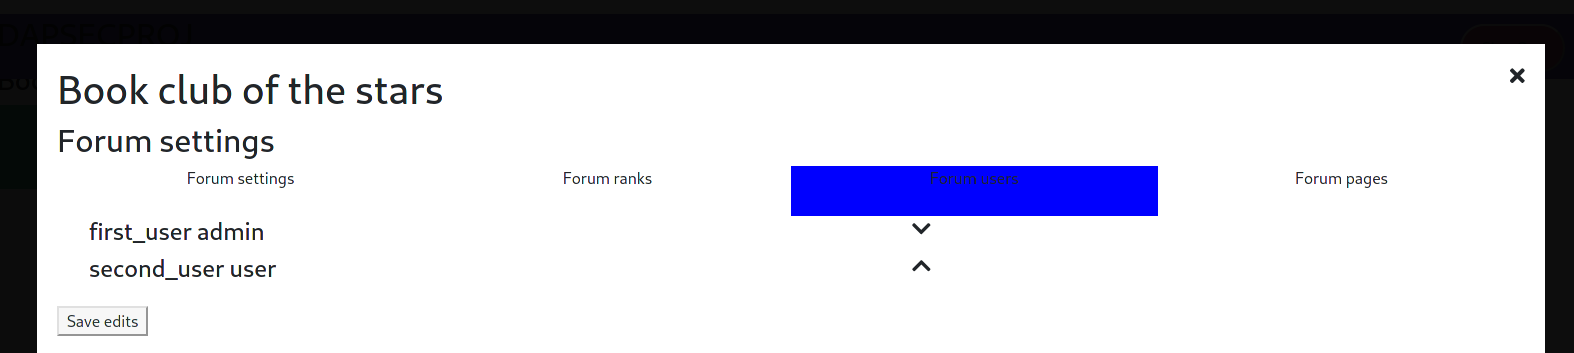 DAPSECPROJ
Book club of the stars
Forum settings
Forum settings Forum ranks Forum users Forum pages
first_user admin
second_user user
Save edits